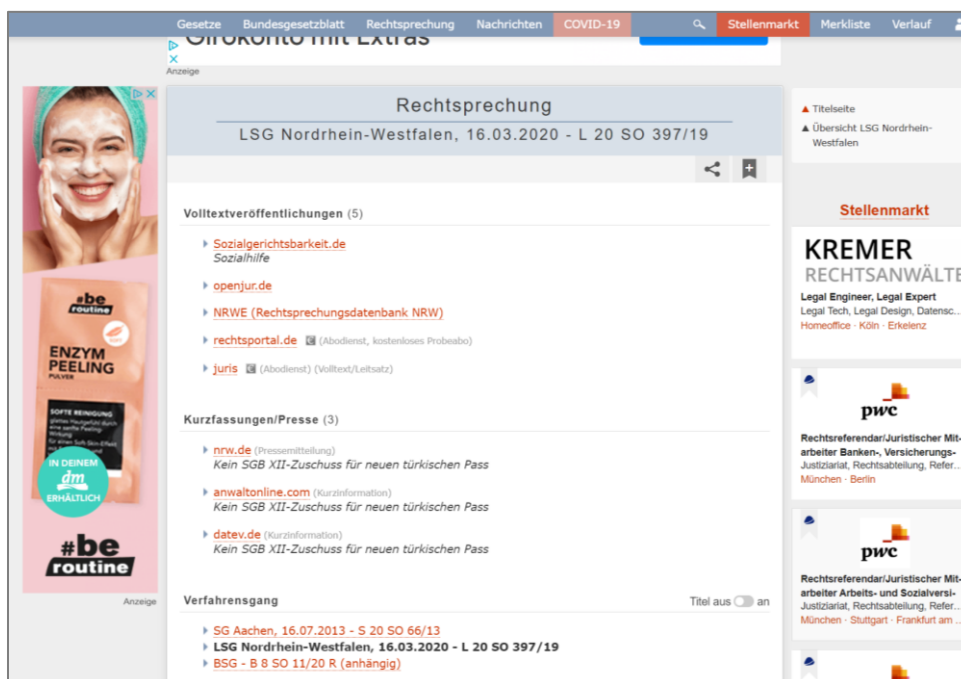 Gesetze Bundesgesetzblatt Rechtsprechung Nachrichten COVID-19 Stellenmarkt Merkliste Verlauf
Girokonto mit Extras
Anzeige
Rechtsprechung
LSG Nordrhein-Westfalen, 16.03.2020 - L 20 SO 397/19
Volltextveröffentlichungen (5)
Sozialgerichtsbarkeit.de
Sozialhilfe
openjur.de
NRWE (Rechtsprechungsdatenbank NRW)
rechtsportal.de (Abodienst, kostenloses Probeabo)
juris (Abodienst) (Volltext/Leitsatz)
Kurzfassungen/Presse (3)
nrw.de (Pressemitteilung)
Kein SGB XII-Zuschuss für neuen türkischen Pass
anwaltonline.com (Kurzinformation)
Kein SGB XII-Zuschuss für neuen türkischen Pass
datev.de (Kurzinformation)
Kein SGB XII-Zuschuss für neuen türkischen Pass
Verfahrensgang
Titel aus an
SG Aachen, 16.07.2013 - S 20 SO 66/13
LSG Nordrhein-Westfalen, 16.03.2020 - L 20 SO 397/19
BSG - B 8 SO 11/20 R (anhängig)
#be
routine
ENZYM
PEELING
PULVER
SOFTE REINIGUNG
IN DEINEM
dm
ERHÄLTLICH
#be
routine
Anzeige
Titelseite
Übersicht LSG Nordrhein-
Westfalen
Stellenmarkt
KREMER
RECHTSANWÄLTE
Legal Engineer, Legal Expert
Legal Tech, Legal Design, Datensc...
Homeoffice · Köln · Erkelenz
pwc
Rechtsreferendar/Juristischer Mit-
arbeiter Banken-, Versicherungs-
Justiziariat, Rechtsabteilung, Refer...
München · Berlin
pwc
Rechtsreferendar/Juristischer Mit-
arbeiter Arbeits- und Sozialversi-
Justiziariat, Rechtsabteilung, Refer...
München · Stuttgart · Frankfurt am ...